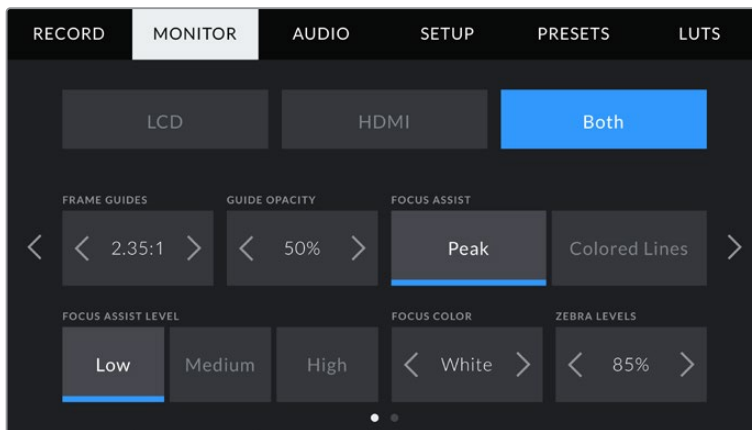 RECORD MONITOR AUDIO SETUP PRESETS LUTS
LCD HDMI Both
FRAME GUIDES GUIDE OPACITY FOCUS ASSIST
2.35:1 50% Peak Colored Lines
FOCUS ASSIST LEVEL FOCUS COLOR ZEBRA LEVELS
Low Medium High White 85%